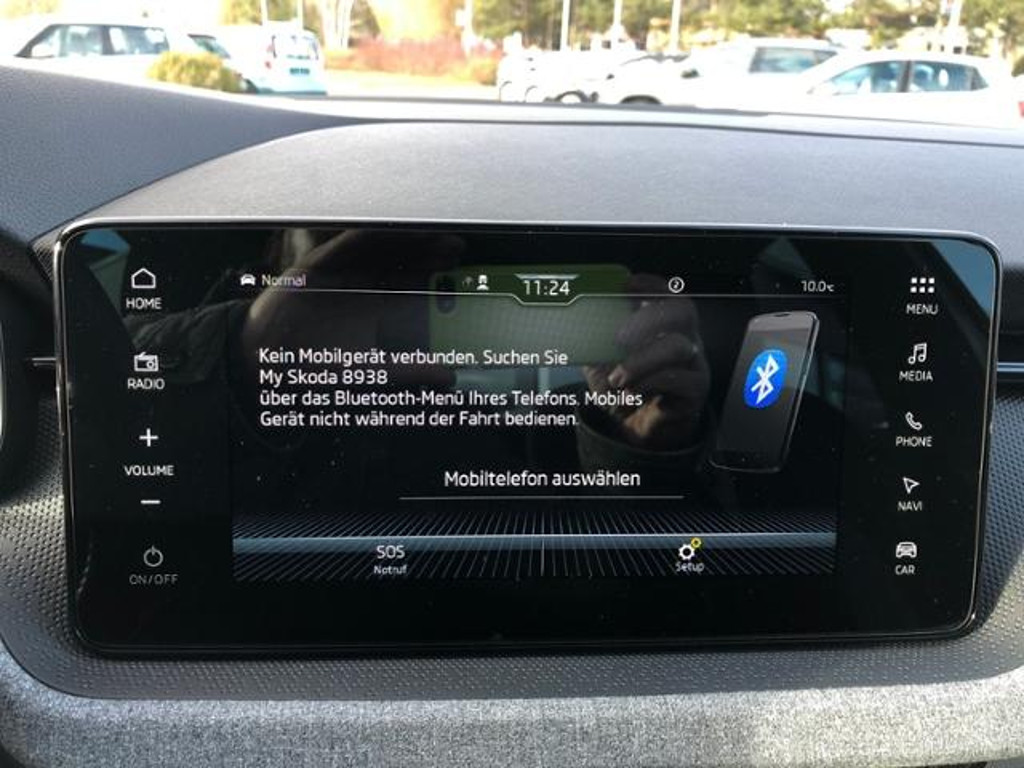 Normal
11:24
10.0°C
HOME
RADIO
VOLUME
ON/OFF
Kein Mobilgerät verbunden. Suchen Sie
My Skoda 8938
über das Bluetooth-Menü Ihres Telefons. Mobiles
Gerät nicht während der Fahrt bedienen.
Mobiltelefon auswählen
SOS
Notruf
Setup
MENU
MEDIA
PHONE
NAVI
CAR